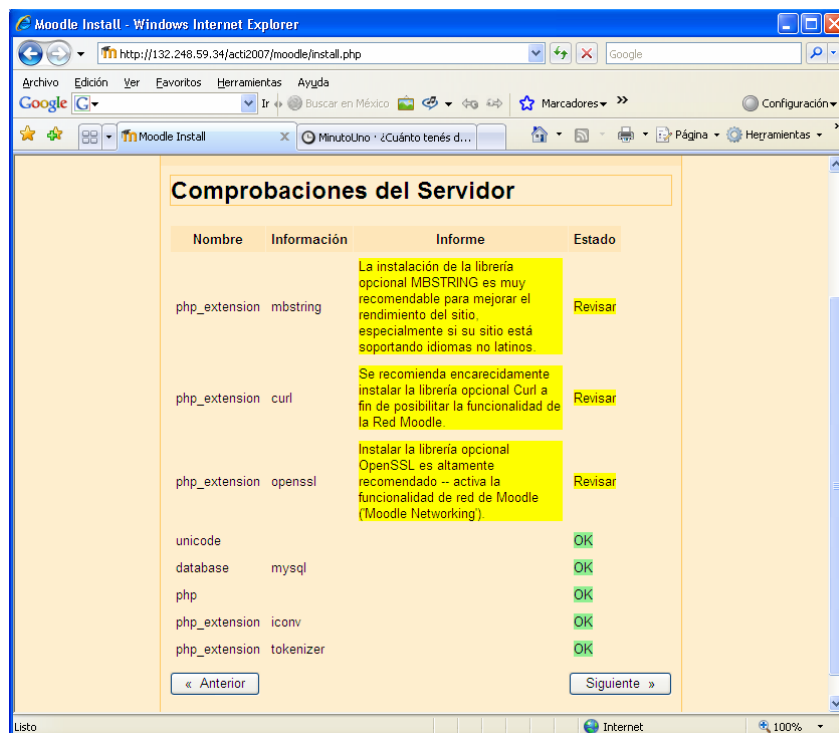 Moodle Install - Windows Internet Explorer
http://132.248.59.34/acti2007/moodle/install.php
Google
Archivo Edición Ver Favoritos Herramientas Ayuda
Google G Ir Buscar en México Marcadores » Configuración
Moodle Install x MinutoUno · ¿Cuánto tenés d... Página Herramientas »
Comprobaciones del Servidor
Nombre Información Informe Estado
La instalación de la librería
opcional MBSTRING es muy
recomendable para mejorar el
php_extension mbstring rendimiento del sitio, Revisar
especialmente si su sitio está
soportando idiomas no latinos.
Se recomienda encarecidamente
instalar la librería opcional Curl a
php_extension curl fin de posibilitar la funcionalidad de Revisar
la Red Moodle.
Instalar la librería opcional
OpenSSL es altamente
php_extension openssl recomendado -- activa la Revisar
funcionalidad de red de Moodle
('Moodle Networking').
unicode OK
database mysql OK
php OK
php_extension iconv OK
php_extension tokenizer OK
« Anterior Siguiente »
Listo Internet 100%